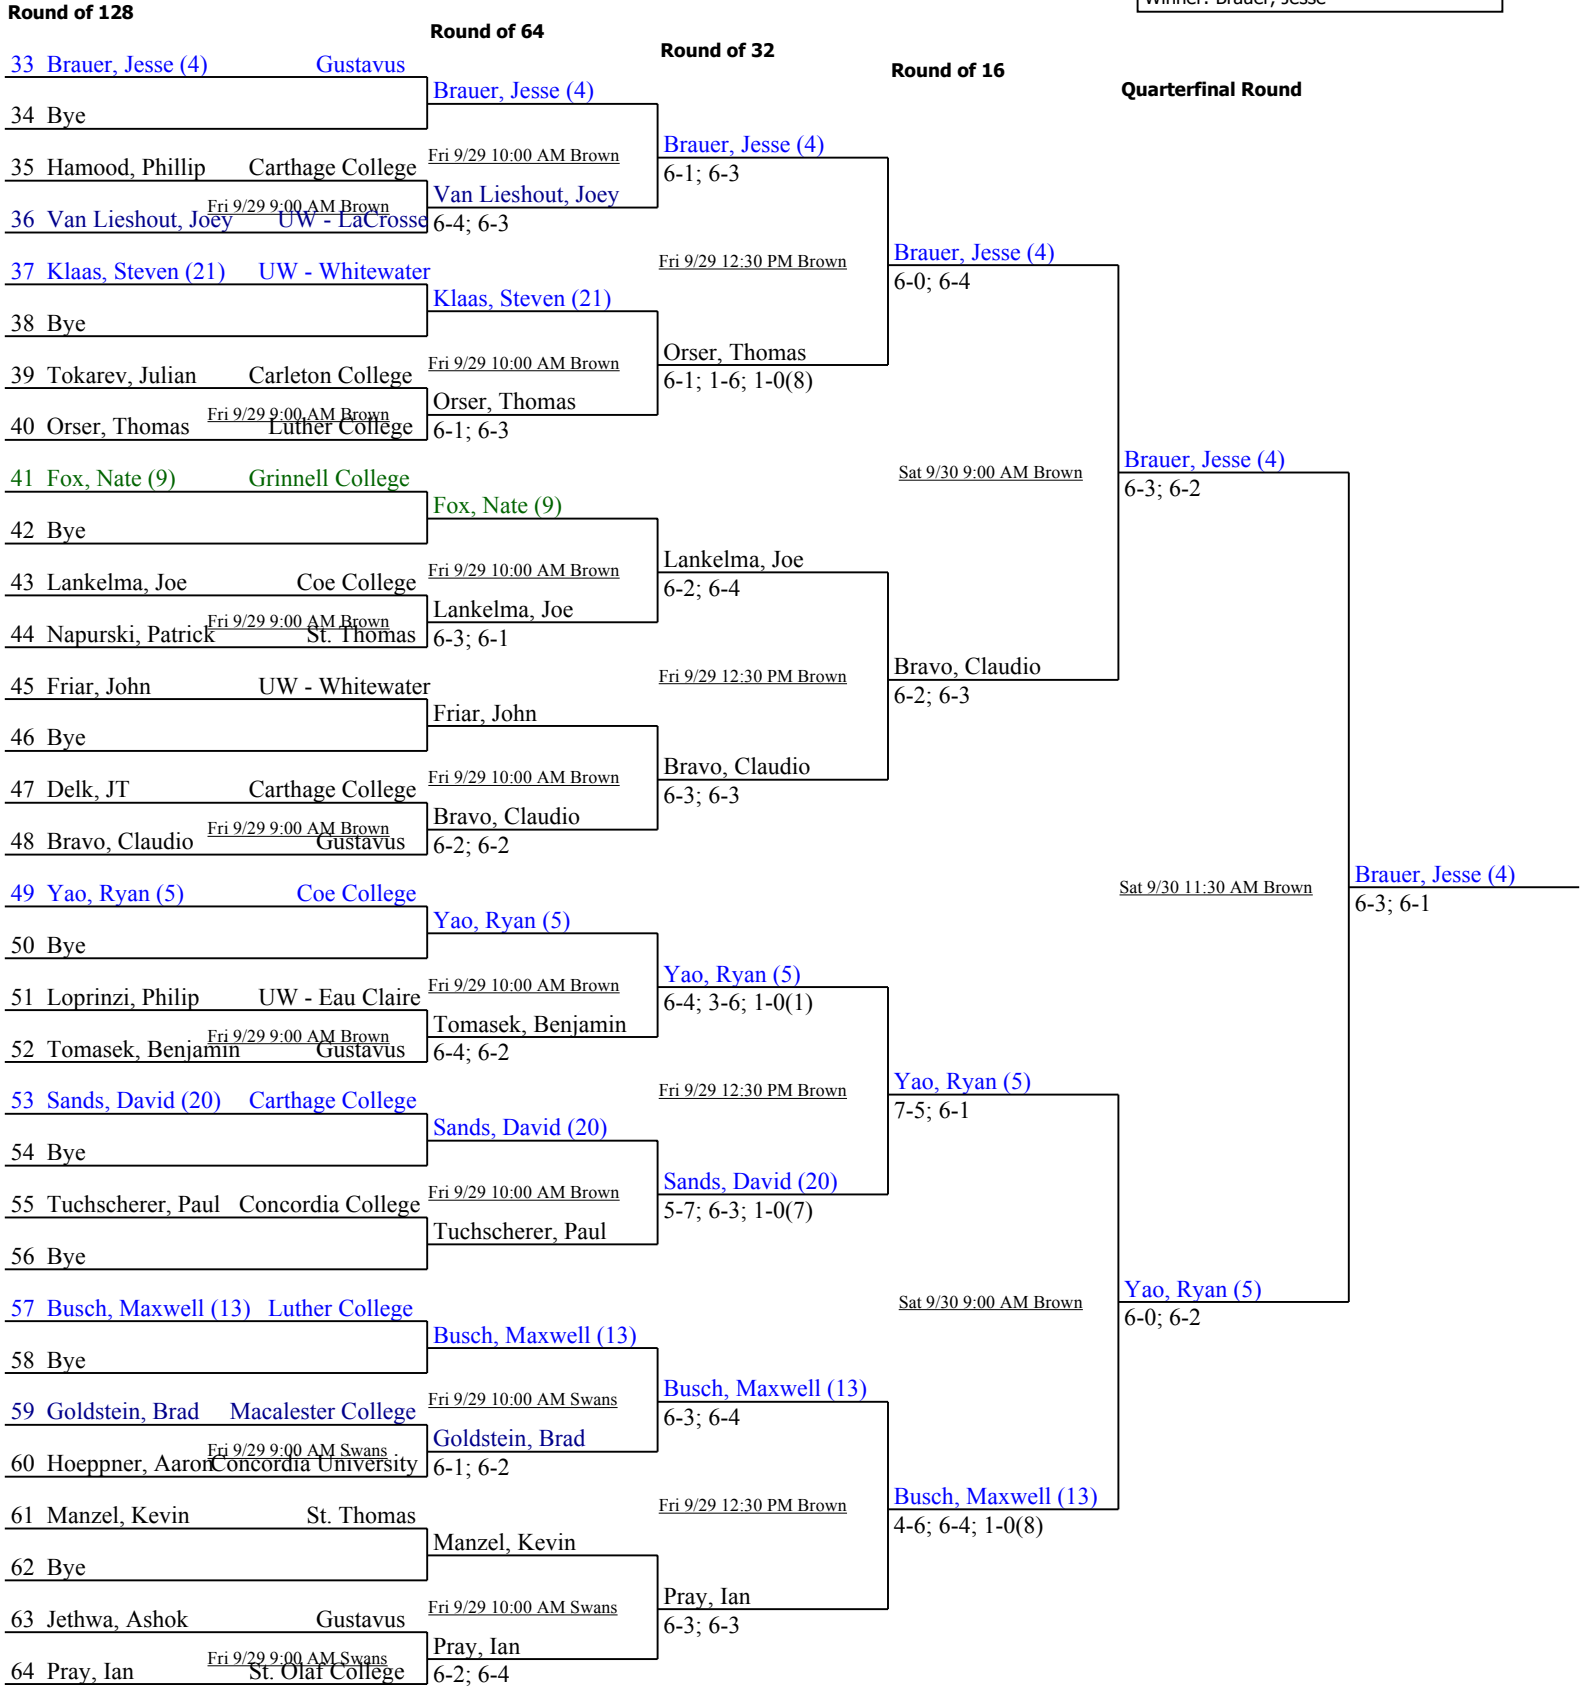 Winner: Brauer, Jesse
Round of 128
Round of 64
Round of 32
Round of 16
Quarterfinal Round
33 Brauer, Jesse (4) Gustavus
Brauer, Jesse (4)
34 Bye
Fri 9/29 10:00 AM Brown
Brauer, Jesse (4)
6-1; 6-3
35 Hamood, Phillip Carthage College
Fri 9/29 9:00 AM Brown
Van Lieshout, Joey
6-4; 6-3
36 Van Lieshout, Joey UW - LaCrosse
Fri 9/29 12:30 PM Brown
Brauer, Jesse (4)
6-0; 6-4
37 Klaas, Steven (21) UW - Whitewater
Klaas, Steven (21)
38 Bye
Fri 9/29 10:00 AM Brown
Orser, Thomas
6-1; 1-6; 1-0(8)
39 Tokarev, Julian Carleton College
Fri 9/29 9:00 AM Brown
Orser, Thomas
6-1; 6-3
40 Orser, Thomas Luther College
Sat 9/30 9:00 AM Brown
Brauer, Jesse (4)
6-3; 6-2
41 Fox, Nate (9) Grinnell College
Fox, Nate (9)
42 Bye
Fri 9/29 10:00 AM Brown
Lankelma, Joe
6-2; 6-4
43 Lankelma, Joe Coe College
Fri 9/29 9:00 AM Brown
Lankelma, Joe
6-3; 6-1
44 Napurski, Patrick St. Thomas
Fri 9/29 12:30 PM Brown
Bravo, Claudio
6-2; 6-3
45 Friar, John UW - Whitewater
Friar, John
46 Bye
Fri 9/29 10:00 AM Brown
Bravo, Claudio
6-3; 6-3
47 Delk, JT Carthage College
Fri 9/29 9:00 AM Brown
Bravo, Claudio
6-2; 6-2
48 Bravo, Claudio Gustavus
Sat 9/30 11:30 AM Brown
Brauer, Jesse (4)
6-3; 6-1
49 Yao, Ryan (5) Coe College
Yao, Ryan (5)
50 Bye
Fri 9/29 10:00 AM Brown
Yao, Ryan (5)
6-4; 3-6; 1-0(1)
51 Loprinzi, Philip UW - Eau Claire
Fri 9/29 9:00 AM Brown
Tomasek, Benjamin
6-4; 6-2
52 Tomasek, Benjamin Gustavus
Fri 9/29 12:30 PM Brown
Yao, Ryan (5)
7-5; 6-1
53 Sands, David (20) Carthage College
Sands, David (20)
54 Bye
Fri 9/29 10:00 AM Brown
Sands, David (20)
5-7; 6-3; 1-0(7)
55 Tuchscherer, Paul Concordia College
Tuchscherer, Paul
56 Bye
Sat 9/30 9:00 AM Brown
Yao, Ryan (5)
6-0; 6-2
57 Busch, Maxwell (13) Luther College
Busch, Maxwell (13)
58 Bye
Fri 9/29 10:00 AM Swans
Busch, Maxwell (13)
6-3; 6-4
59 Goldstein, Brad Macalester College
Fri 9/29 9:00 AM Swans
Goldstein, Brad
6-1; 6-2
60 Hoeppner, Aaron Concordia University
Fri 9/29 12:30 PM Brown
Busch, Maxwell (13)
4-6; 6-4; 1-0(8)
61 Manzel, Kevin St. Thomas
Manzel, Kevin
62 Bye
Fri 9/29 10:00 AM Swans
Pray, Ian
6-3; 6-3
63 Jethwa, Ashok Gustavus
Fri 9/29 9:00 AM Swans
Pray, Ian
6-2; 6-4
64 Pray, Ian St. Olaf College